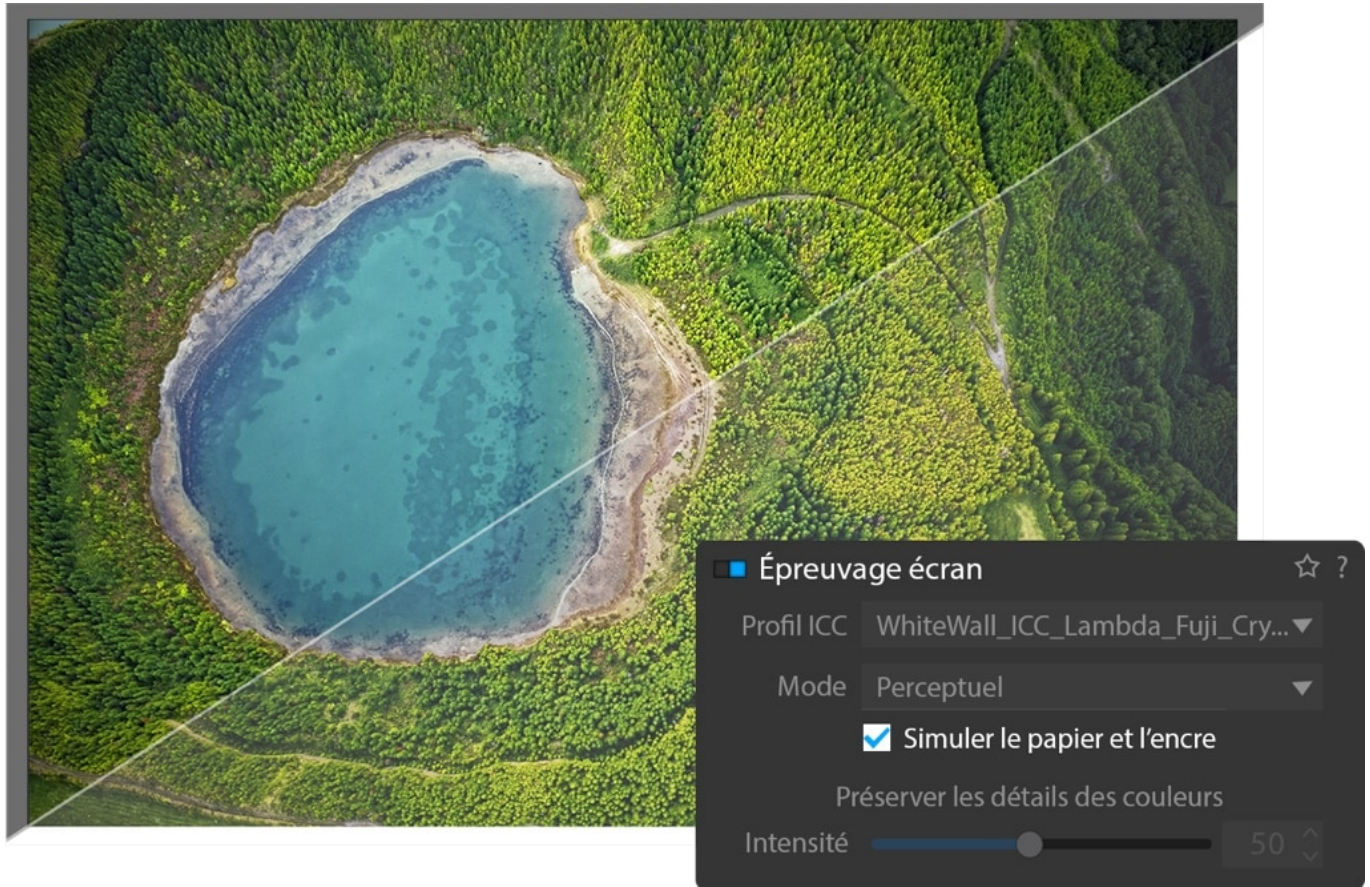 Épreuvage écran ?
Profil ICC WhiteWall_ICC_Lambda_Fuji_Cry...
Mode Perceptuel
Simuler le papier et l'encre
Préserver les détails des couleurs
Intensité 50